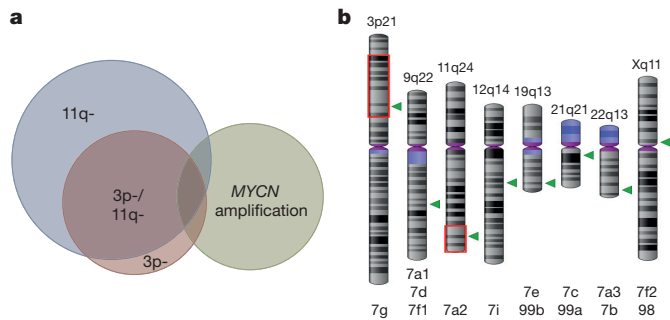 a
11q-
3p-/
11q-
3p-
MYCN
amplification
b
3p21
9q22
11q24
12q14
19q13
21q21
22q13
Xq11
7g
7a1
7d
7f1
7a2
7i
7e
99b
7c
99a
7a3
7b
7f2
98